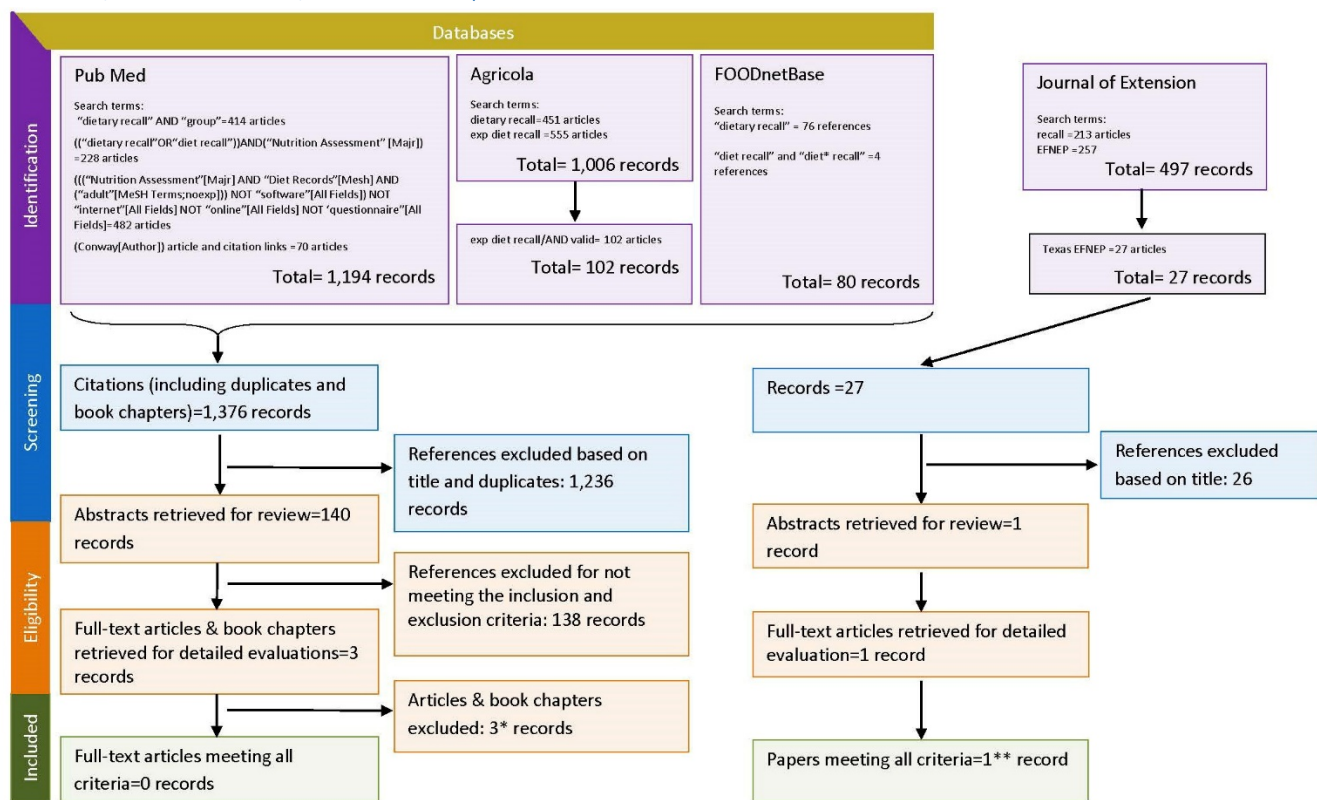 Databases
Identification
Pub Med
Search terms:
"dietary recall" AND "group"=414 articles
(("dietary recall"OR"diet recall"))AND("Nutrition Assessment" [Majr])
=228 articles
((("Nutrition Assessment"[Majr] AND "Diet Records"[Mesh] AND
("adult"[MeSH Terms;noexp])) NOT "software"[All Fields]) NOT
"internet"[All Fields] NOT "online"[All Fields] NOT 'questionnaire"[All
Fields]=482 articles
(Conway[Author]) article and citation links =70 articles
Total= 1,194 records
Agricola
Search terms:
dietary recall=451 articles
exp diet recall =555 articles
Total= 1,006 records
exp diet recall/AND valid= 102 articles
Total= 102 records
FOODnetBase
Search terms:
"dietary recall" = 76 references
"diet recall" and "diet* recall" =4
references
Total= 80 records
Journal of Extension
Search terms:
recall =213 articles
EFNEP =257
Total= 497 records
Texas EFNEP =27 articles
Total= 27 records
Screening
Citations (including duplicates and
book chapters)=1,376 records
References excluded based on
title and duplicates: 1,236
records
Records =27
References excluded
based on title: 26
Eligibility
Abstracts retrieved for review=140
records
References excluded for not
meeting the inclusion and
exclusion criteria: 138 records
Full-text articles & book chapters
retrieved for detailed evaluations=3
records
Abstracts retrieved for review=1
record
Full-text articles retrieved for detailed
evaluation=1 record
Included
Articles & book chapters
excluded: 3* records
Full-text articles meeting all
criteria=0 records
Papers meeting all criteria=1** record